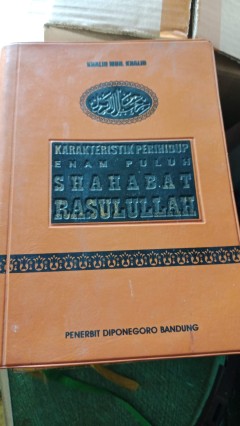 KHALID MUH. KHALID
KARAKTERISTIK PERIHIDUP
ENAM PULUH
SHAHABAT
RASULULLAH
PENERBIT DIPONEGORO BANDUNG